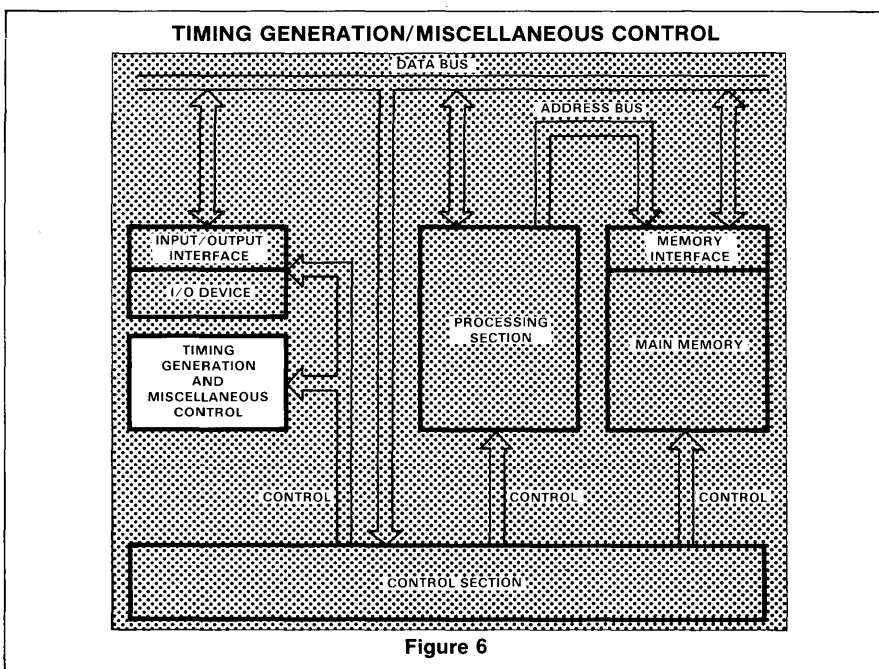 TIMING GENERATION/MISCELLANEOUS CONTROL
DATA BUS
ADDRESS BUS
INPUT/OUTPUT
INTERFACE
I/O DEVICE
TIMING
GENERATION
AND
MISCELLANEOUS
CONTROL
PROCESSING
SECTION
MEMORY
INTERFACE
MAIN MEMORY
CONTROL
CONTROL
CONTROL
CONTROL SECTION
Figure 6